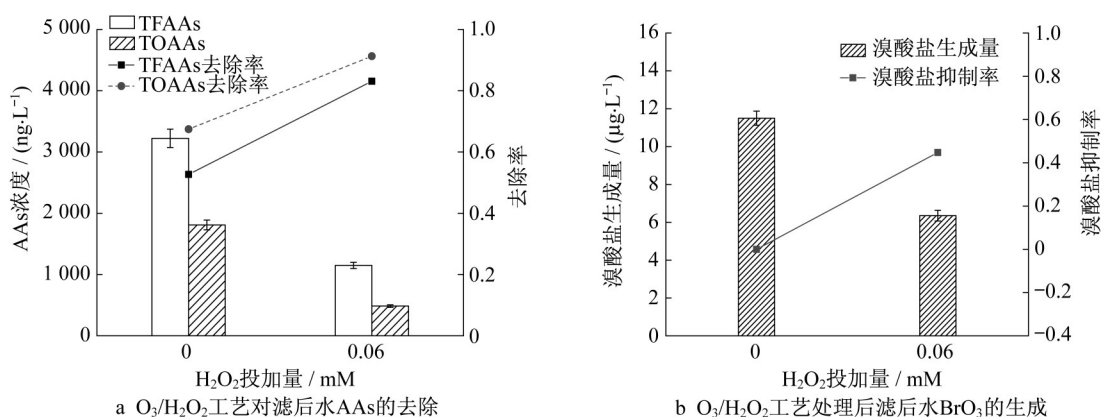 5 000
4 000
3 000
2 000
1 000
0
AAs浓度 / (ng·L⁻¹)
TFAAs
TOAAs
TFAAs去除率
TOAAs去除率
1.0
0.8
0.6
0.4
0.2
0
去除率
0
0.06
H₂O₂投加量 / mM
a O₃/H₂O₂工艺对滤后水AAs的去除
16
14
12
10
8
6
4
2
0
溴酸盐生成量 / (μg·L⁻¹)
溴酸盐生成量
溴酸盐抑制率
1.0
0.8
0.6
0.4
0.2
0
−0.2
−0.4
溴酸盐抑制率
0
0.06
H₂O₂投加量 / mM
b O₃/H₂O₂工艺处理后滤后水BrO₃的生成